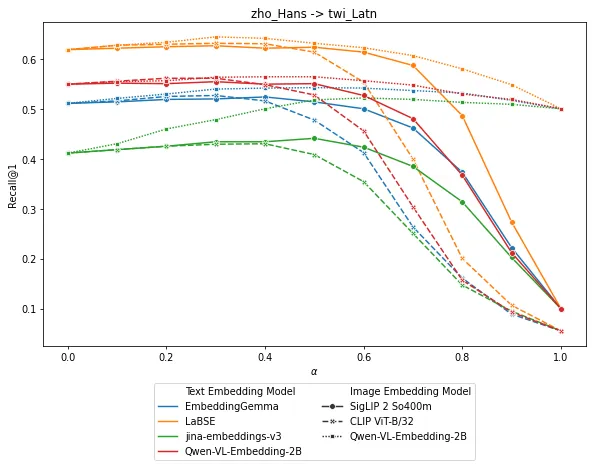 zho_Hans -> twi_Latn
Recall@1
0.6
0.5
0.4
0.3
0.2
0.1
0.0 0.2 0.4 0.6 0.8 1.0
α
Text Embedding Model Image Embedding Model
EmbeddingGemma SigLIP 2 So400m
LaBSE CLIP ViT-B/32
jina-embeddings-v3 Qwen-VL-Embedding-2B
Qwen-VL-Embedding-2B